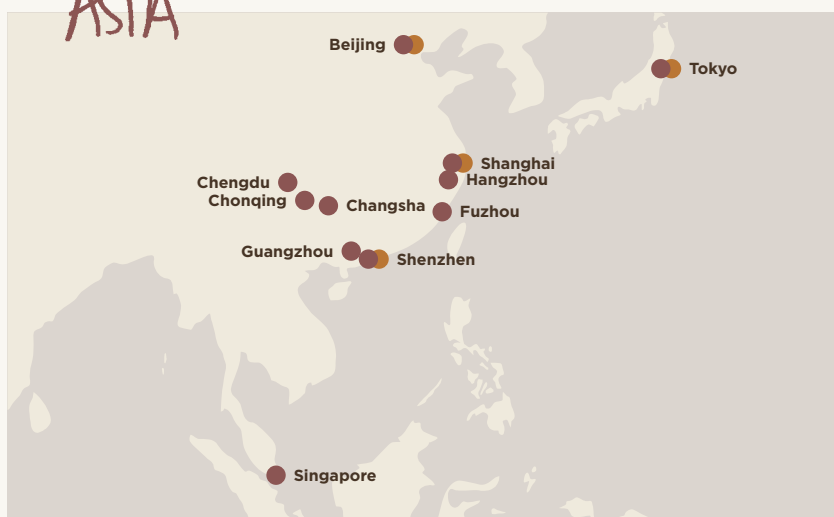 ASIA
Beijing
Tokyo
Shanghai
Chengdu
Hangzhou
Chonqing
Changsha
Fuzhou
Guangzhou
Shenzhen
Singapore